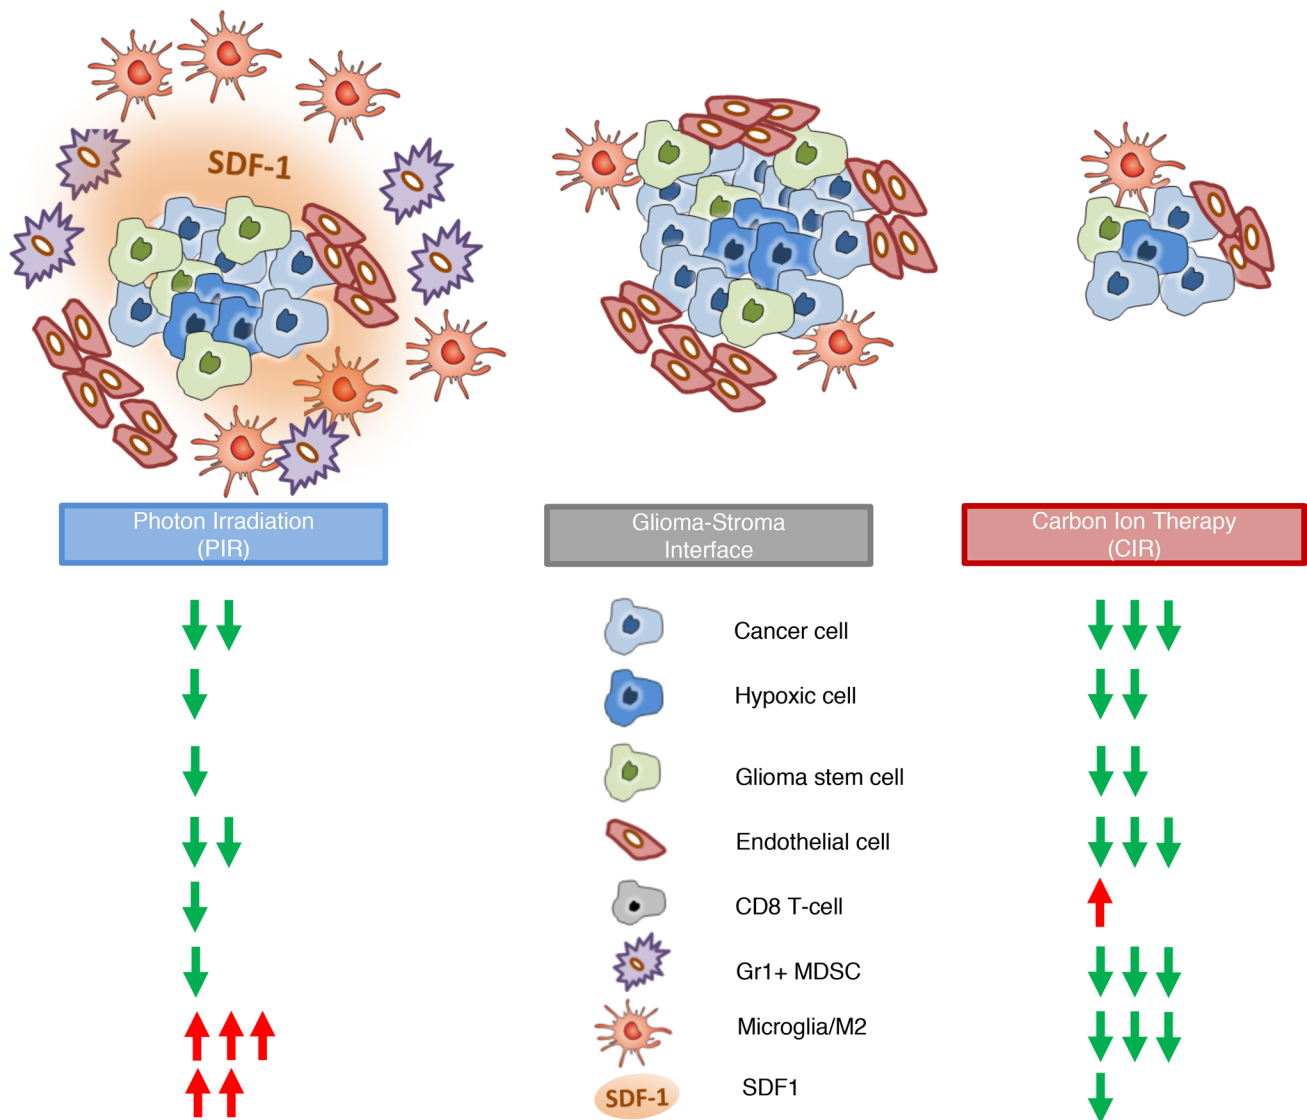 SDF-1
Photon Irradiation
(PIR)
Glioma-Stroma
Interface
Carbon Ion Therapy
(CIR)
Cancer cell
Hypoxic cell
Glioma stem cell
Endothelial cell
CD8 T-cell
Gr1+ MDSC
Microglia/M2
SDF-1
SDF1